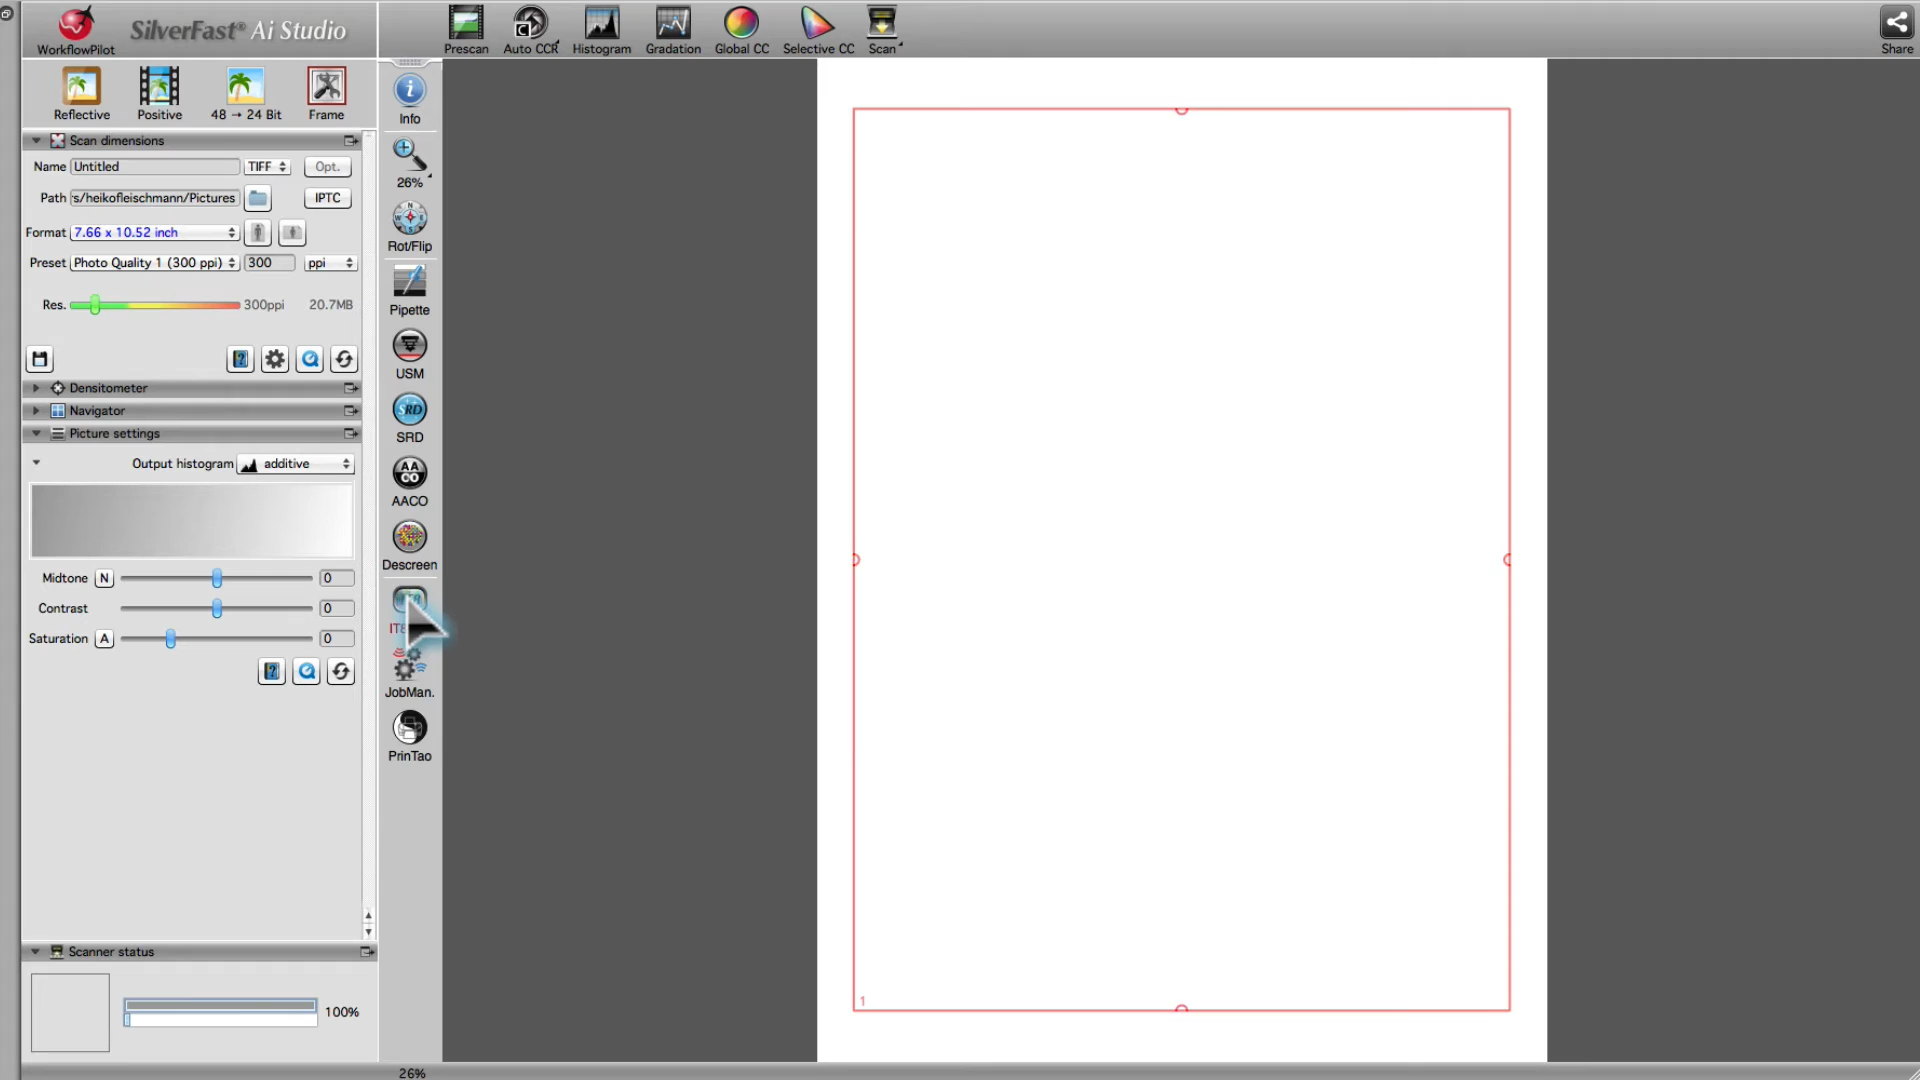 WorkflowPilot
SilverFast® Ai Studio
Prescan
Auto CCR
Histogram
Gradation
Global CC
Selective CC
Scan
Share
Reflective
Positive
48 → 24 Bit
Frame
Scan dimensions
Name Untitled TIFF Opt.
Path s/heikofleischmann/Pictures IPTC
Format 7.66 x 10.52 inch
Preset Photo Quality 1 (300 ppi) 300 ppi
Res. 300ppi 20.7MB
Densitometer
Navigator
Picture settings
Output histogram additive
Midtone N 0
Contrast 0
Saturation A 0
Scanner status
100%
Info
26%
Rot/Flip
Pipette
USM
SRD
SRD
AA
CO
AACO
Descreen
JobMan.
PrinTao
1
26%